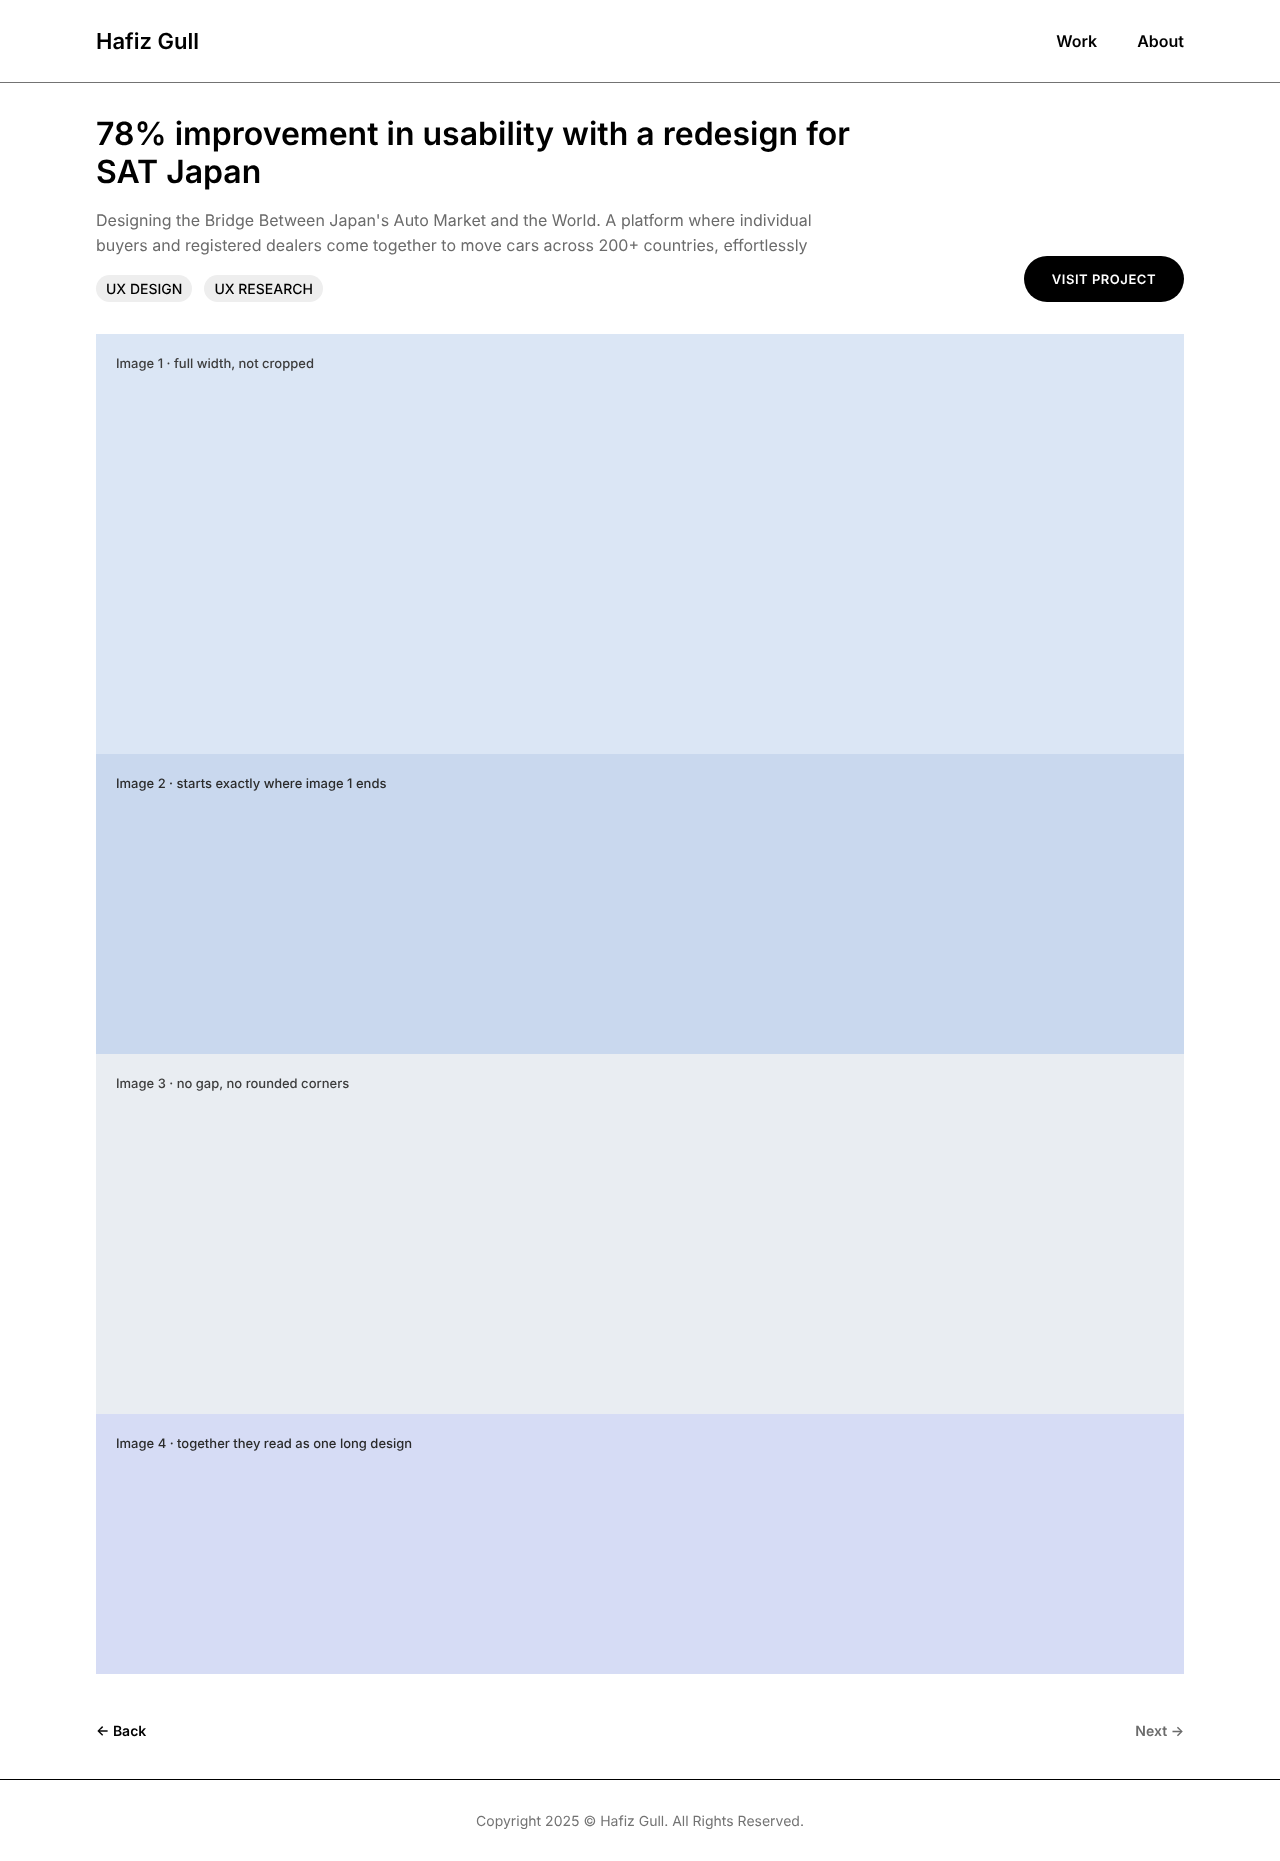 Hafiz Gull
Work
About
78% improvement in usability with a redesign for
SAT Japan
Designing the Bridge Between Japan's Auto Market and the World. A platform where individual
buyers and registered dealers come together to move cars across 200+ countries, effortlessly
UX DESIGN
UX RESEARCH
VISIT PROJECT
Image 1 · full width, not cropped
Image 2 · starts exactly where image 1 ends
Image 3 · no gap, no rounded corners
Image 4 · together they read as one long design
← Back
Next →
Copyright 2025 © Hafiz Gull. All Rights Reserved.